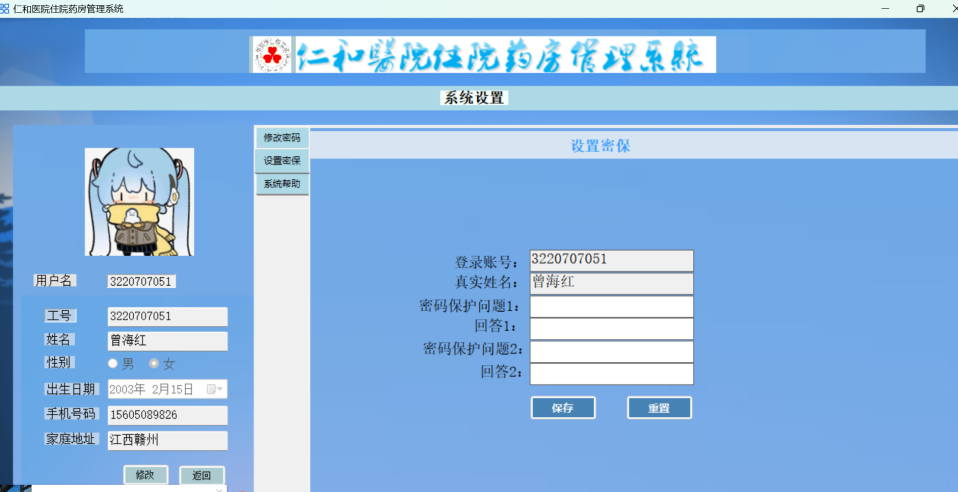 仁和医院住院药房管理系统
仁和醫院住院药房管理系統
系统设置
用户名 3220707051
工号 3220707051
姓名 曾海红
性别 男 女
出生日期 2003年 2月15日
手机号码 15605089826
家庭地址 江西赣州
修改 返回
修改密码
设置密保
系统帮助
设置密保
登录账号: 3220707051
真实姓名: 曾海红
密码保护问题1:
回答1:
密码保护问题2:
回答2:
保存 重置